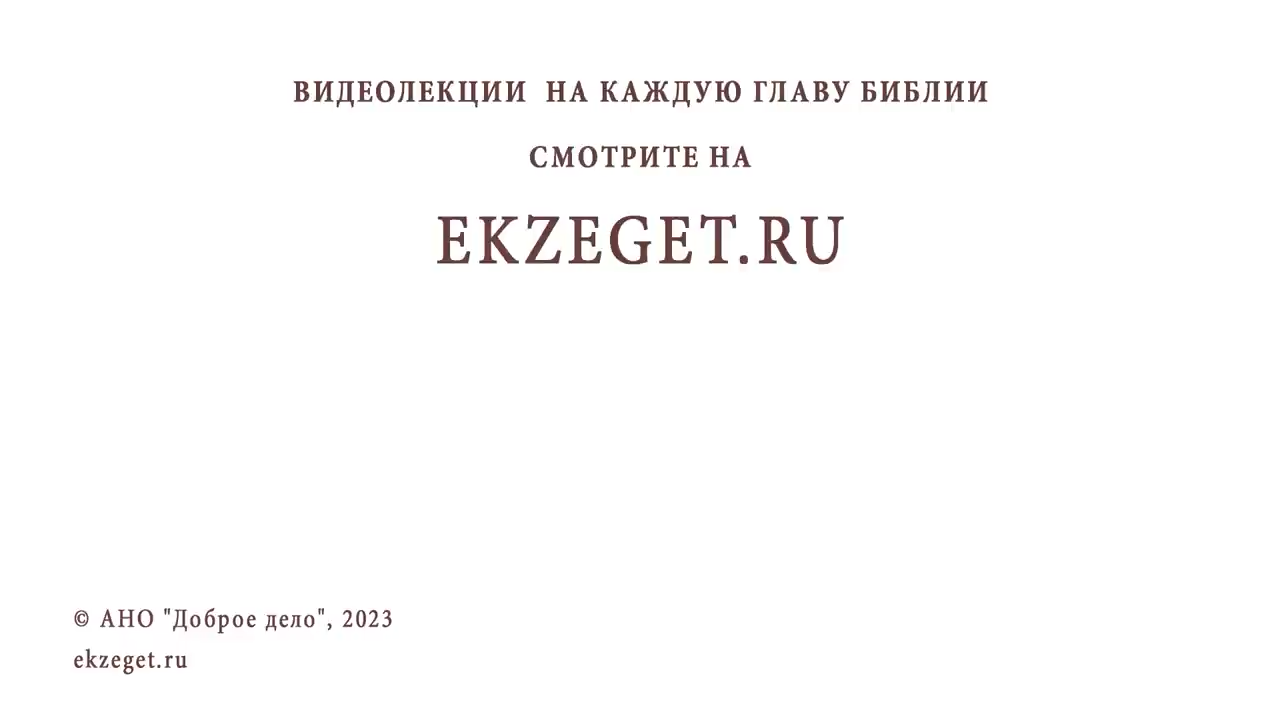 ВИДЕОЛЕКЦИИ НА КАЖДУЮ ГЛАВУ БИБЛИИ
СМОТРИТЕ НА
EKZEGET.RU
© АНО "Доброе дело", 2023
ekzeget.ru